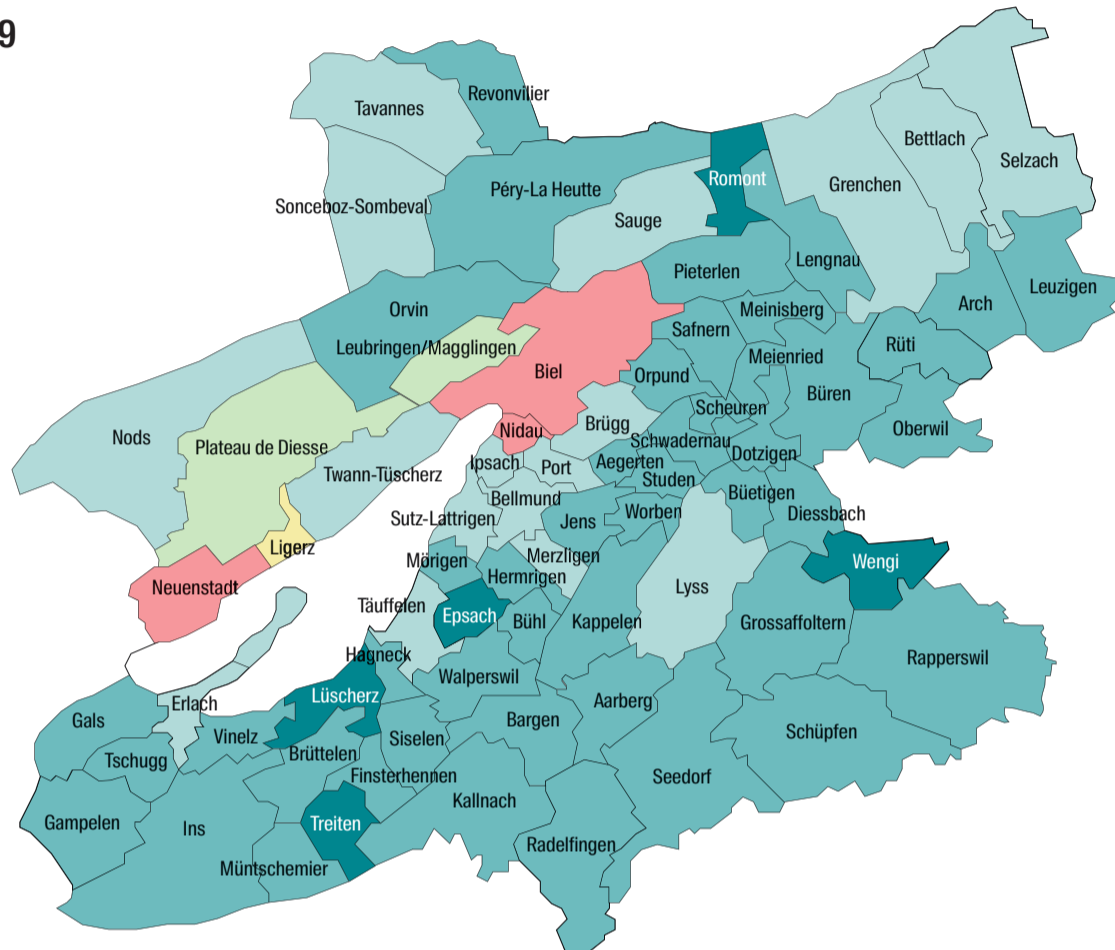 9
Revonvilier
Tavannes
Bettlach
Selzach
Romont
Grenchen
Péry-La Heutte
Sonceboz-Sombeval
Sauge
Lengnau
Pieterlen
Leuzigen
Arch
Orvin
Meinisberg
Safnern
Rüti
Leubringen/Magglingen
Meienried
Biel
Orpund
Büren
Scheuren
Brügg
Oberwil
Nods
Nidau
Schwadernau
Plateau de Diesse
Dotzigen
Ipsach
Port
Aegerten
Twann-Tüscherz
Studen
Büetigen
Bellmund
Diessbach
Sutz-Lattrigen
Jens
Worben
Ligerz
Merzligen
Mörigen
Wengi
Hermrigen
Neuenstadt
Lyss
Täuffelen
Epsach
Bühl
Kappelen
Grossaffoltern
Hagneck
Rapperswil
Walperswil
Lüscherz
Erlach
Aarberg
Gals
Bargen
Schüpfen
Vinelz
Siselen
Brüttelen
Tschugg
Finsterhennen
Seedorf
Kallnach
Gampelen
Ins
Treiten
Radelfingen
Müntschemier